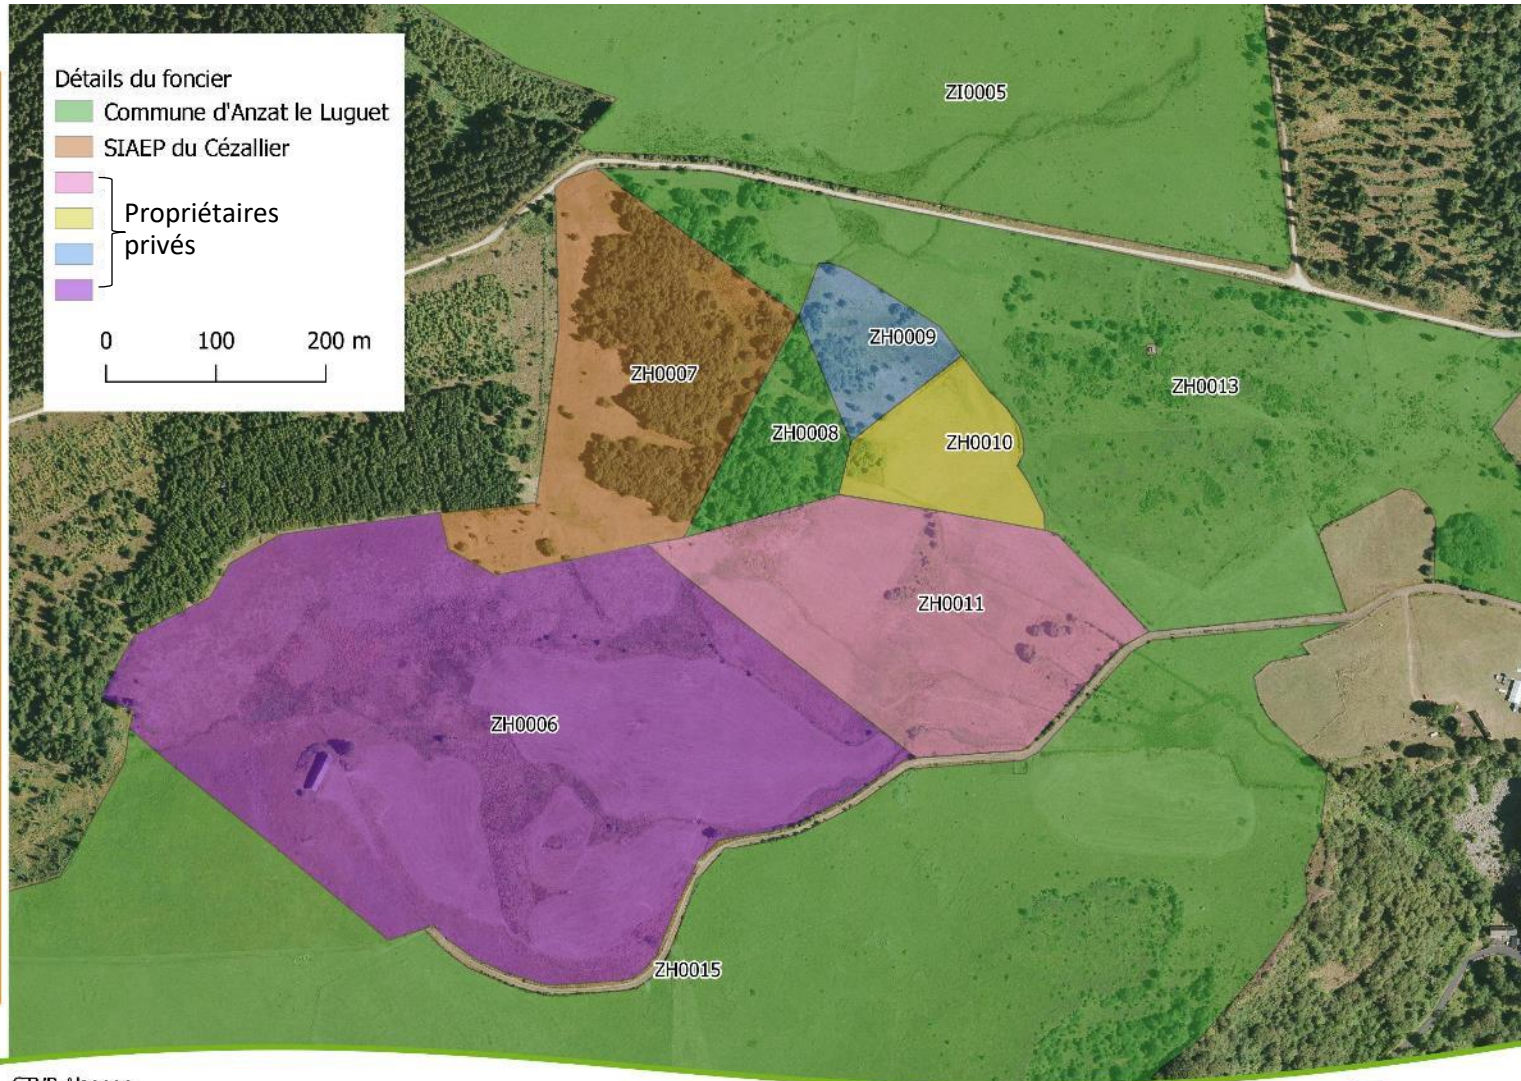 Détails du foncier
Commune d'Anzat le Luguet
SIAEP du Cézallier
Propriétaires
privés
0 100 200 m
ZI0005
ZH0009
ZH0007
ZH0013
ZH0008
ZH0010
ZH0011
ZH0006
ZH0015